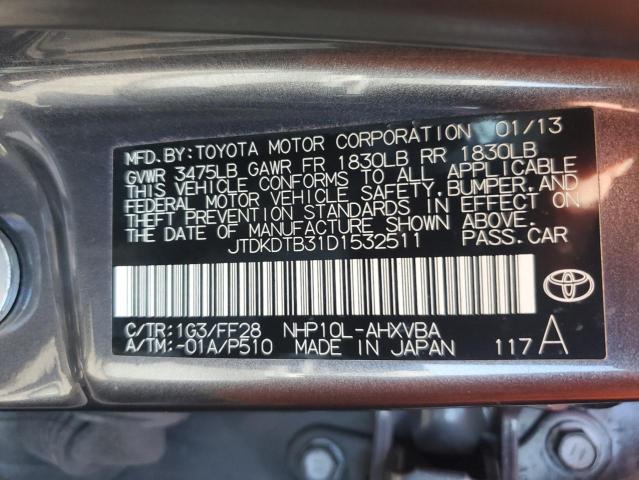 MFD.BY:TOYOTA MOTOR CORPORATION 01/13
GVWR 3475LB GAWR FR 1830LB RR 1830LB
THIS VEHICLE CONFORMS TO ALL APPLICABLE
FEDERAL MOTOR VEHICLE SAFETY,BUMPER,AND
THEFT PREVENTION STANDARDS IN EFFECT ON
THE DATE OF MANUFACTURE SHOWN ABOVE.
JTDKDTB31D1532511 PASS.CAR
C/TR:1G3/FF28 NHP10L-AHXVBA
A/TM:-01A/P510 MADE IN JAPAN 117A
TOYOTA